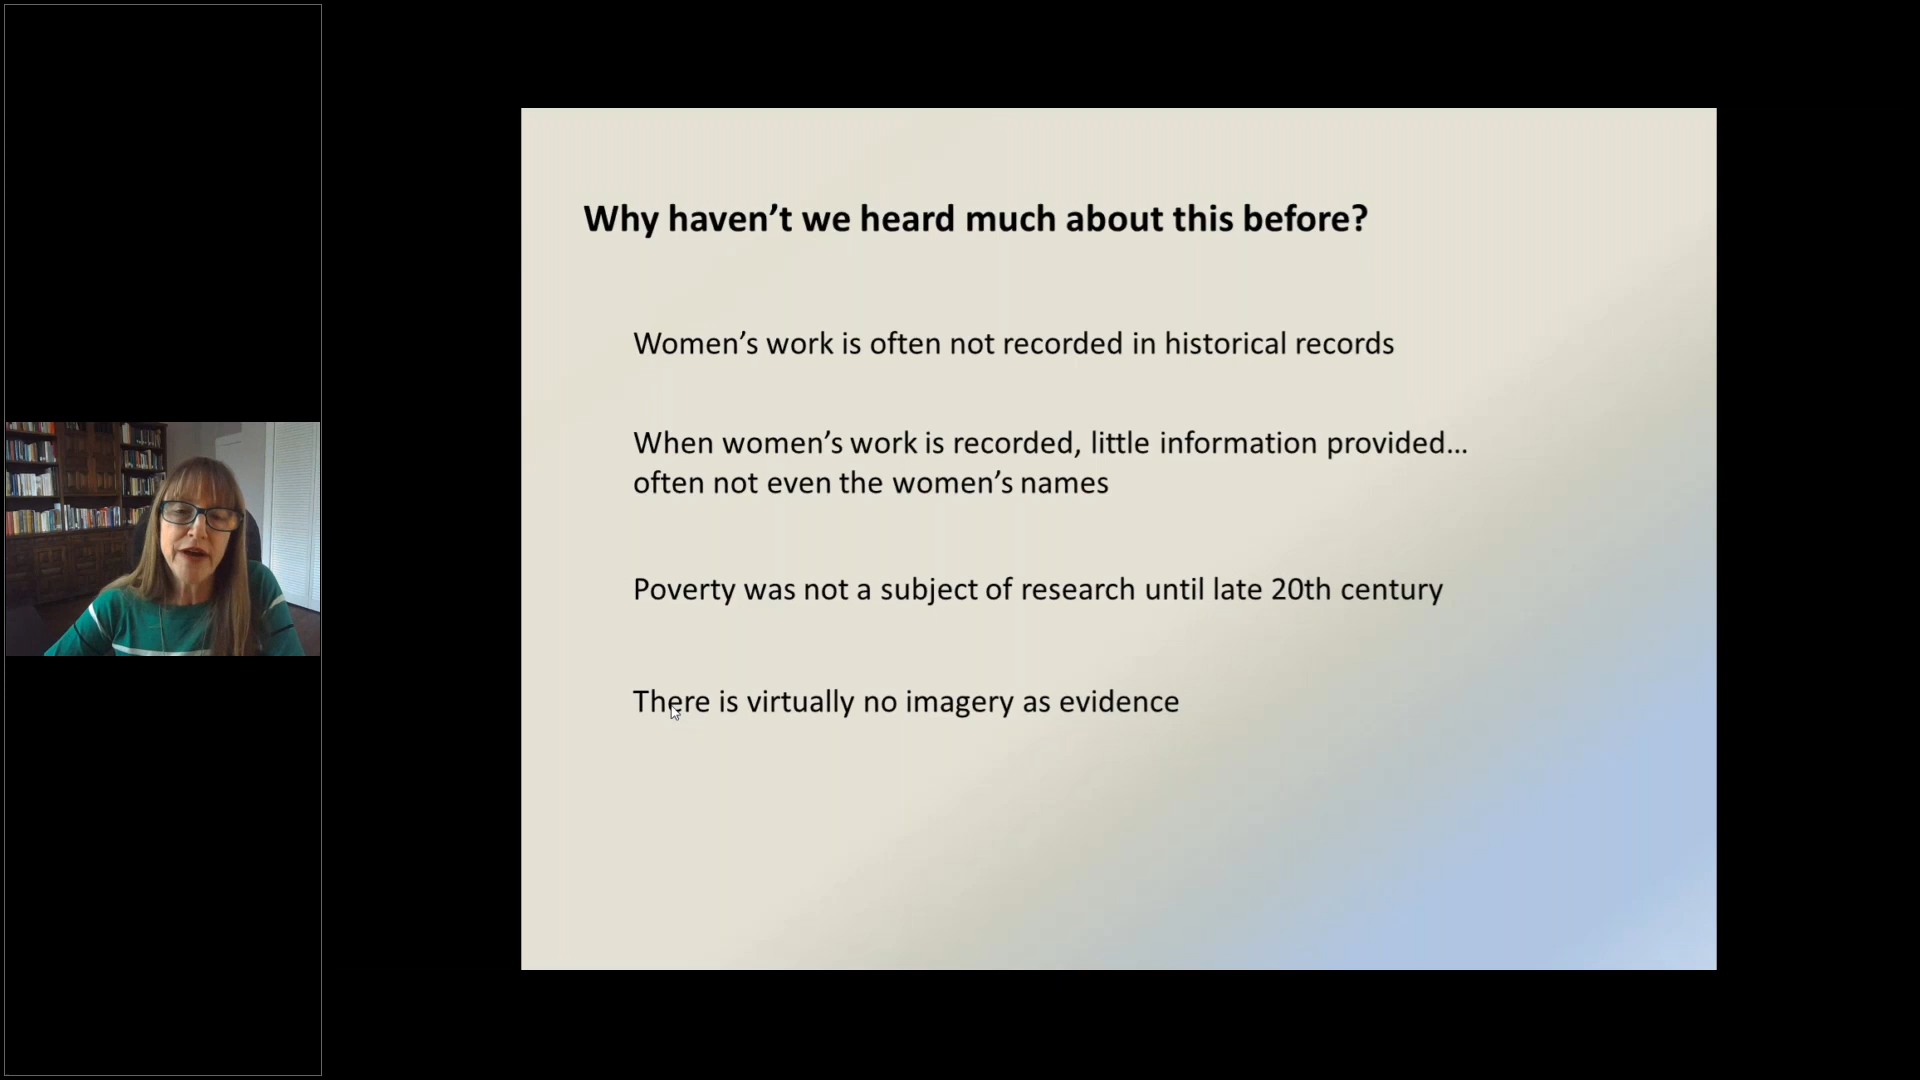 Why haven’t we heard much about this before?
Women’s work is often not recorded in historical records
When women’s work is recorded, little information provided…
often not even the women’s names
Poverty was not a subject of research until late 20th century
There is virtually no imagery as evidence